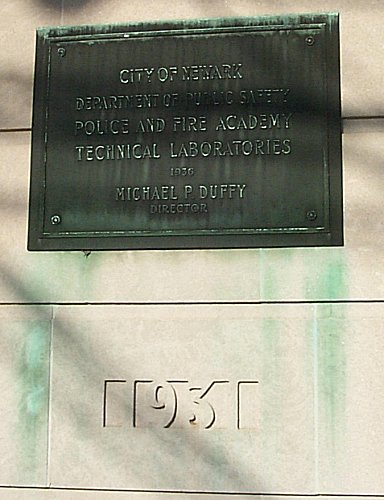 CITY OF NEWARK
DEPARTMENT OF PUBLIC SAFETY
POLICE AND FIRE ACADEMY
TECHNICAL LABORATORIES
1936
MICHAEL P. DUFFY
DIRECTOR
1931